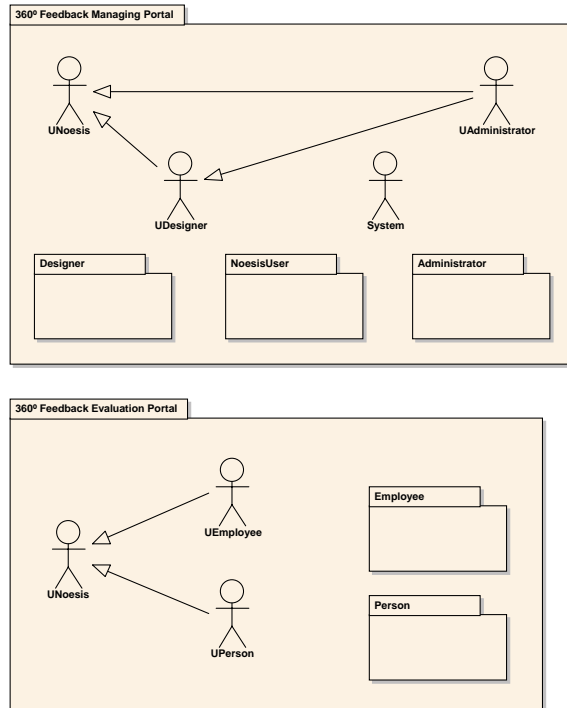 360º Feedback Managing Portal
UNoesis
UAdministrator
UDesigner
System
Designer
NoesisUser
Administrator
360º Feedback Evaluation Portal
UEmployee
UNoesis
UPerson
Employee
Person